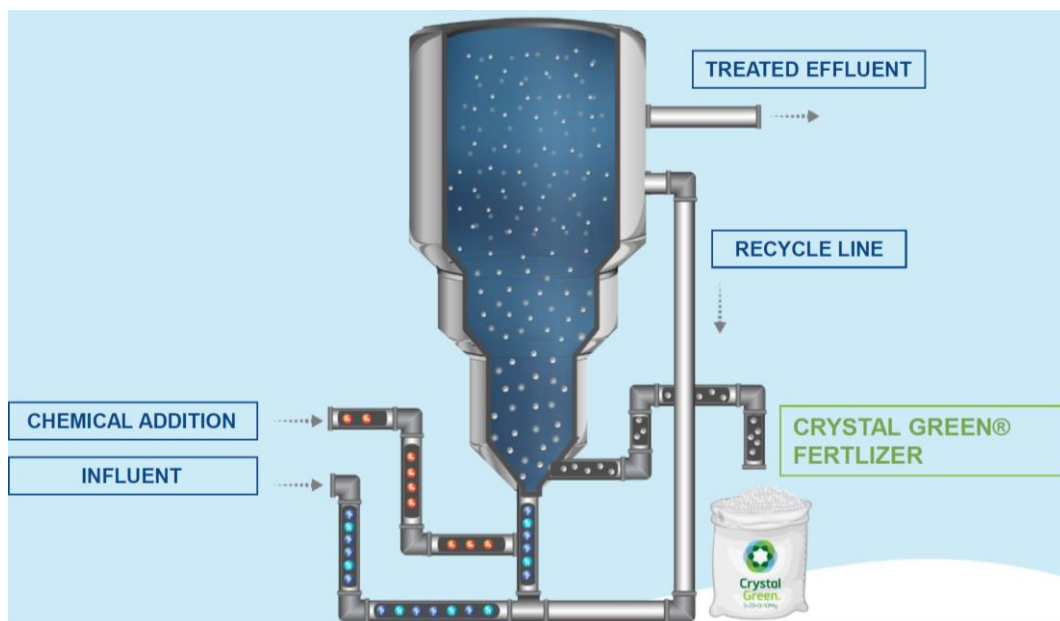 TREATED EFFLUENT
RECYCLE LINE
CHEMICAL ADDITION
INFLUENT
CRYSTAL GREEN®
FERTLIZER
Crystal
Green.